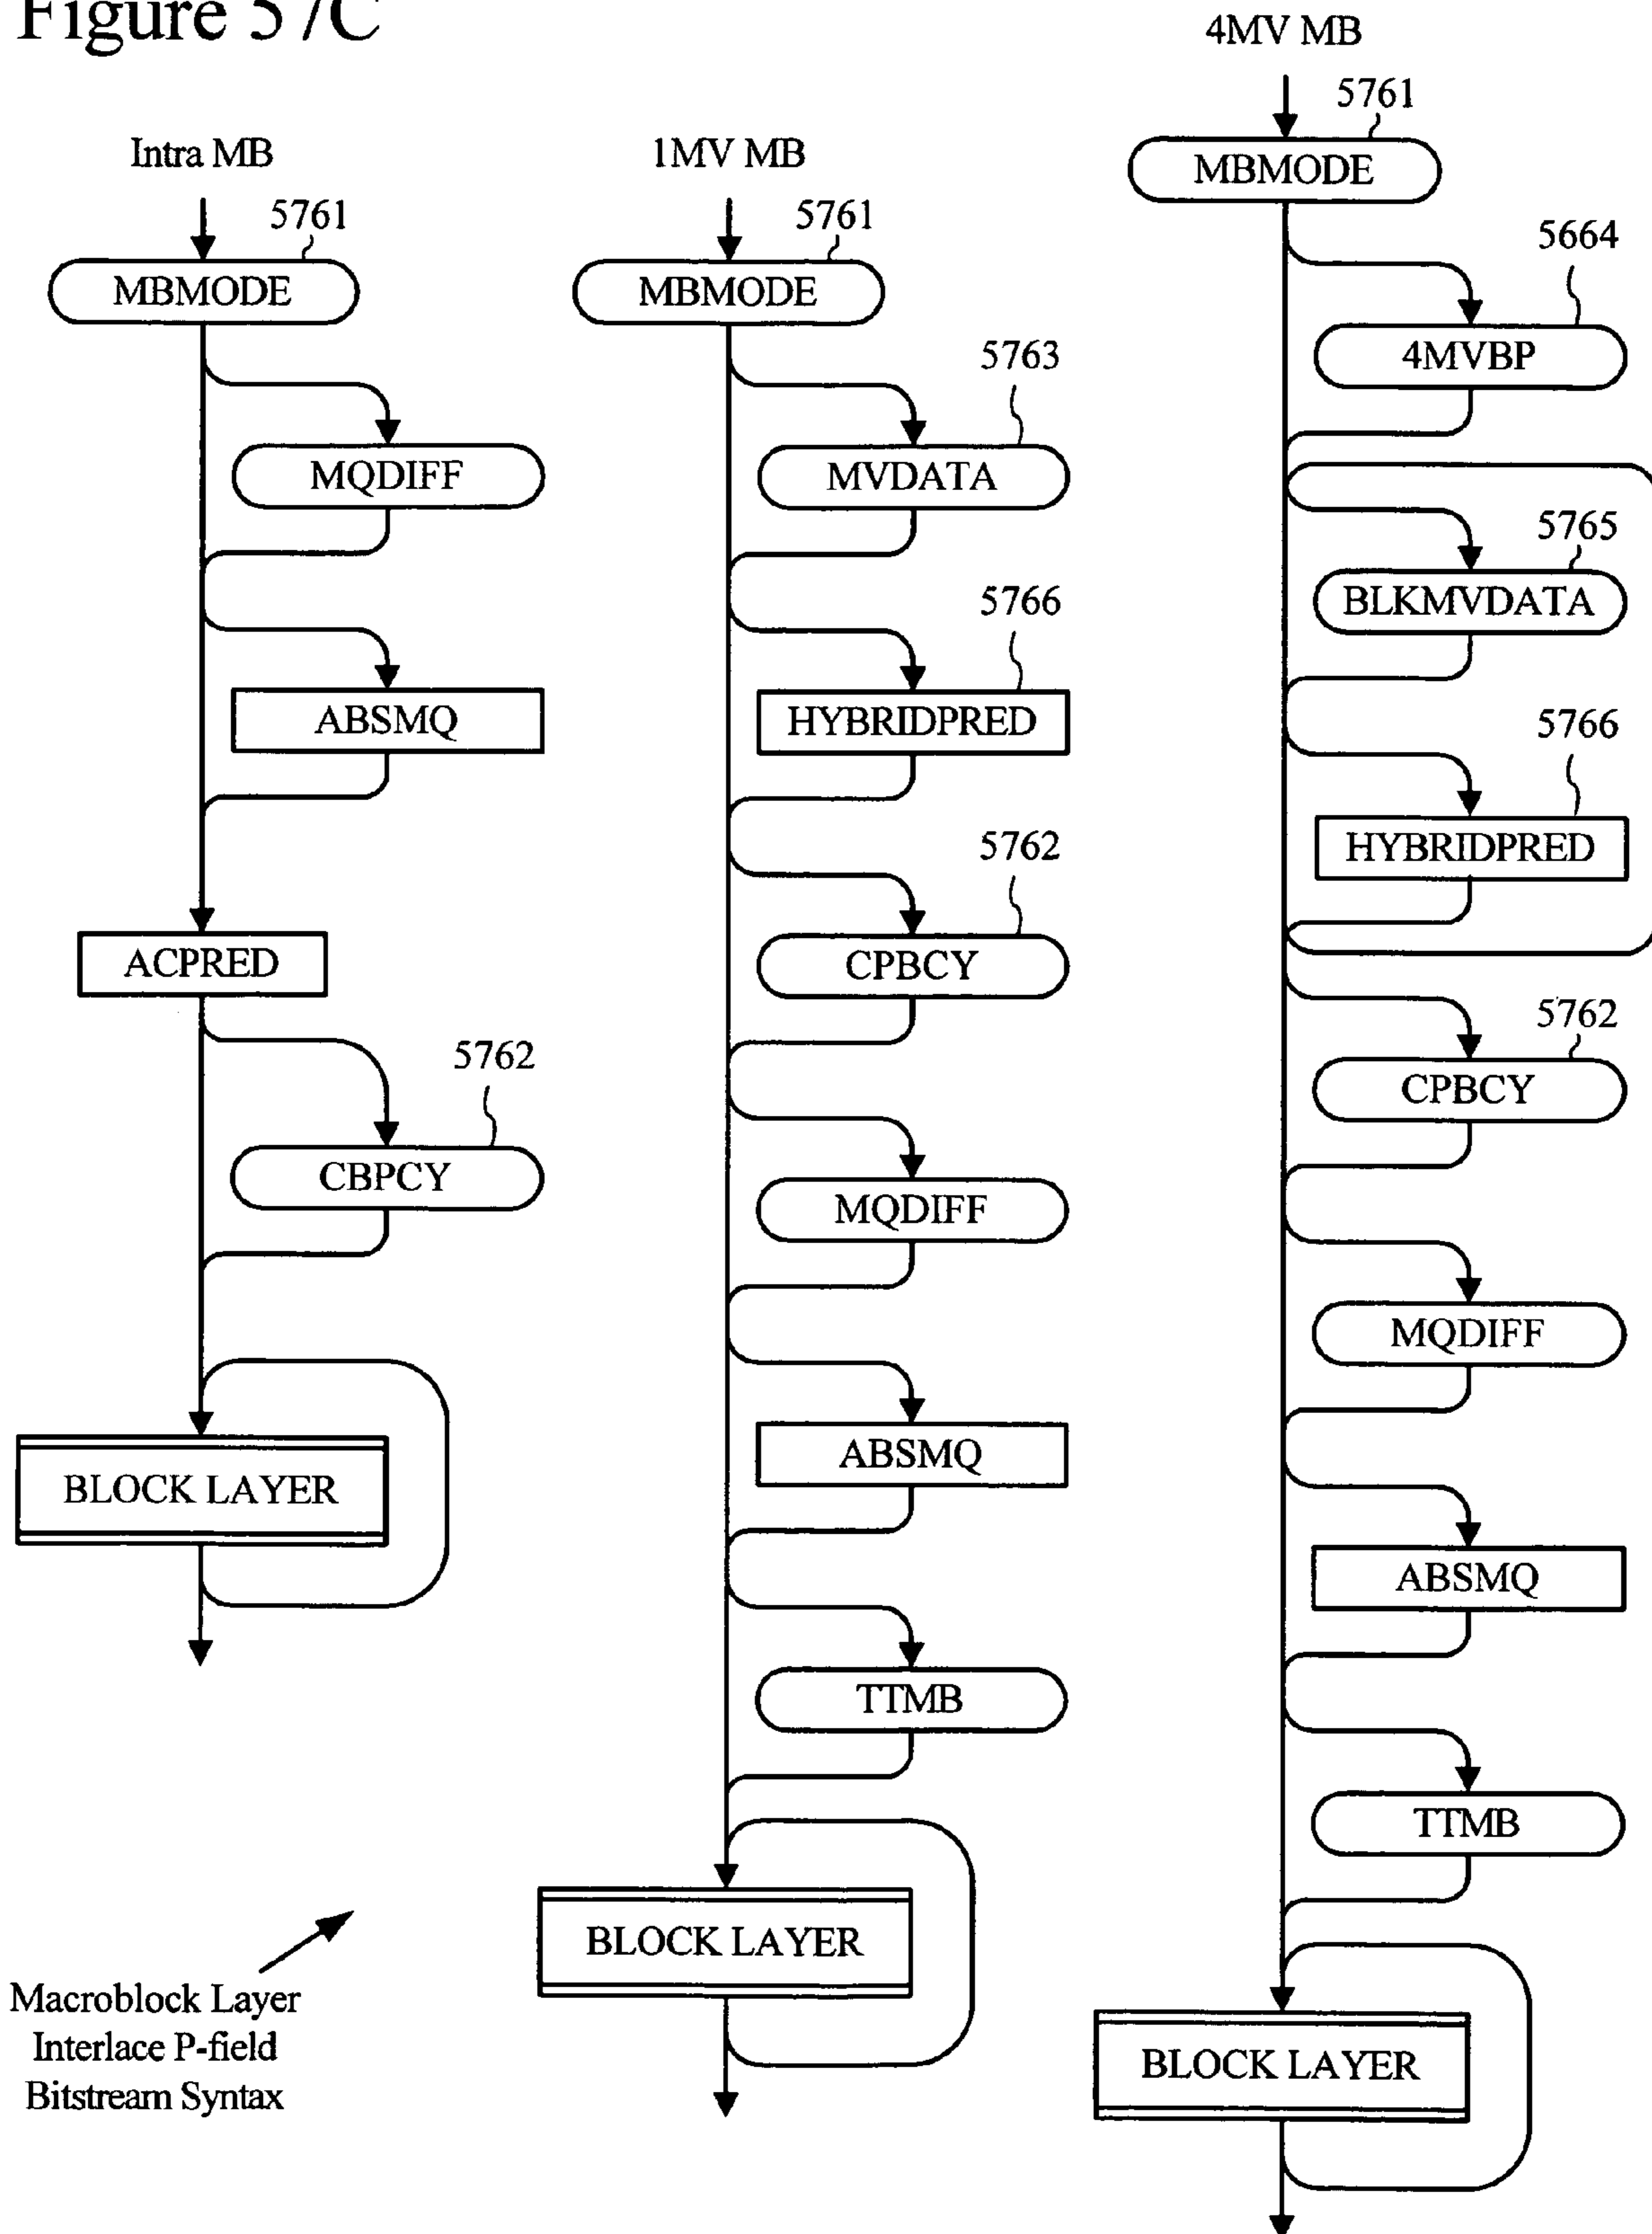 Figure 57C
Intra MB
5761
MBMODE
MQDIFF
ABSMQ
ACPRED
5762
CBPCY
BLOCK LAYER
Macroblock Layer
Interlace P-field
Bitstream Syntax
1MV MB
5761
MBMODE
5763
MVDATA
5766
HYBRIDPRED
5762
CPBCY
MQDIFF
ABSMQ
TTMB
BLOCK LAYER
4MV MB
5761
MBMODE
5664
4MVBP
5765
BLKMVDATA
5766
HYBRIDPRED
5762
CPBCY
MQDIFF
ABSMQ
TTMB
BLOCK LAYER